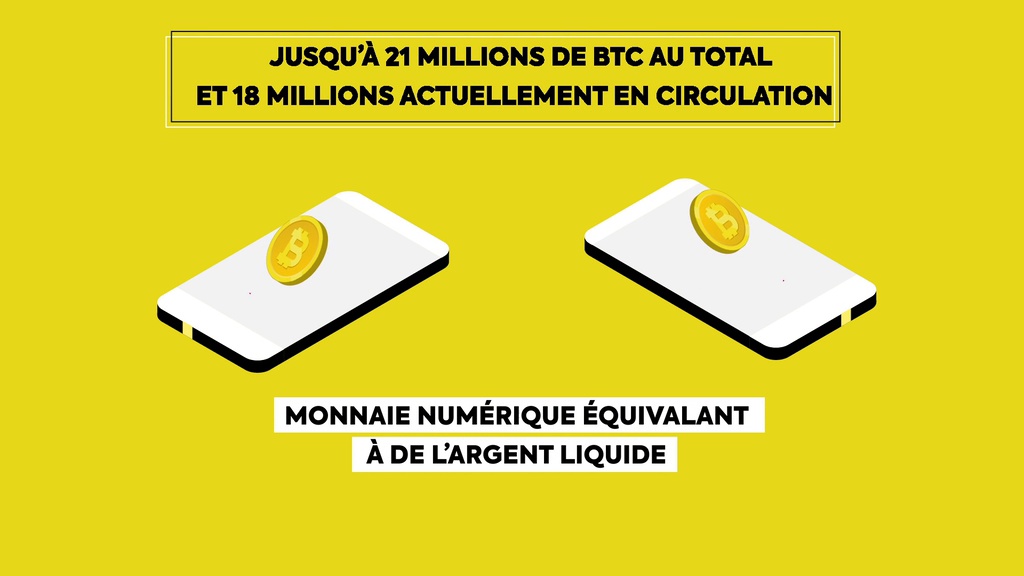 JUSQU’À 21 MILLIONS DE BTC AU TOTAL
ET 18 MILLIONS ACTUELLEMENT EN CIRCULATION
MONNAIE NUMÉRIQUE ÉQUIVALANT
À DE L’ARGENT LIQUIDE